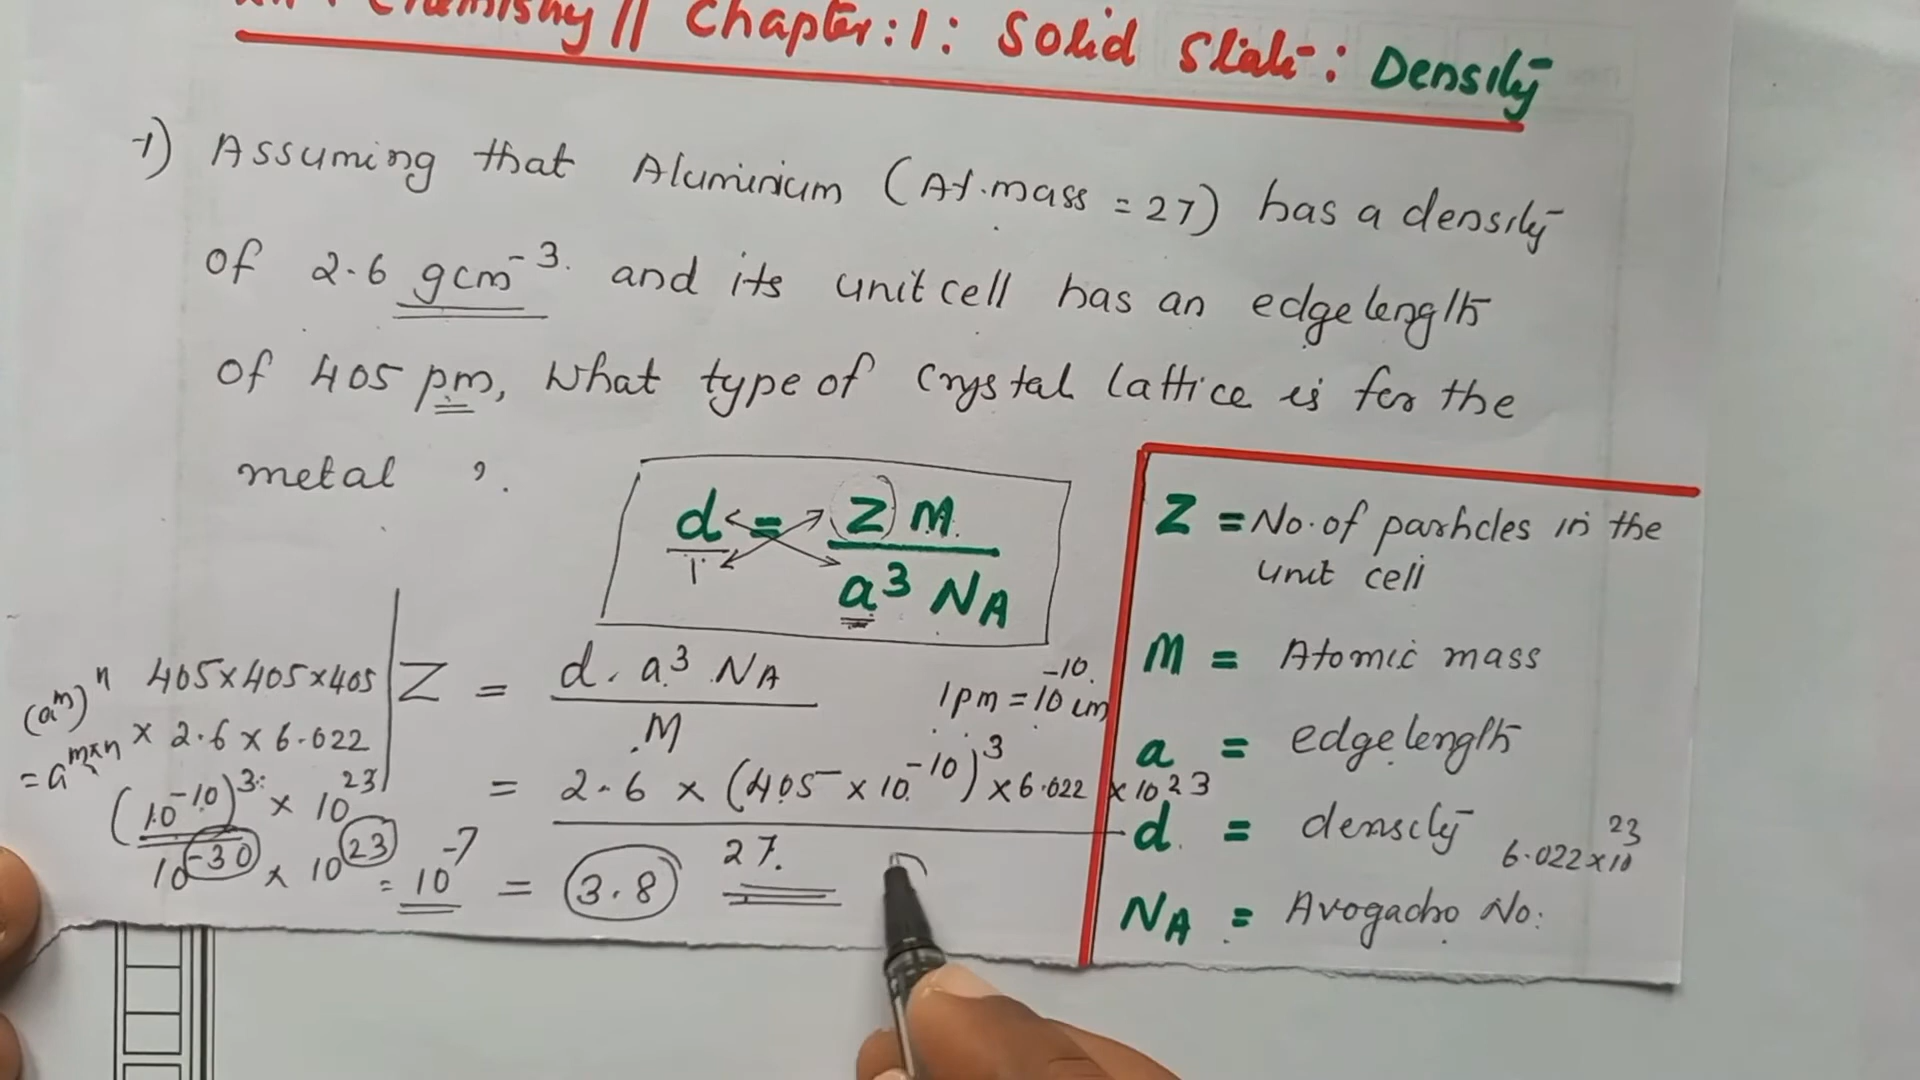 Chemistry || Chapter:1: Solid State: Density
1) Assuming that Aluminium (At.mass = 27) has a density
of 2.6 gcm⁻³. and its unit cell has an edge length
of 405 pm, What type of crystal lattice is for the
metal ?.
d/1 = Z M / a³ NA
Z = No. of particles in the
unit cell
M = Atomic mass
a = edge length
d. = density 6.022×10²³
NA = Avogadro No:
(aᵐ)ⁿ
= aᵐˣⁿ
405×405×405
× 2.6 × 6.022
(10⁻¹⁰)³ × 10²³
10⁻³⁰ × 10²³ = 10⁻⁷
Z = d. a³ NA / M
1pm = 10⁻¹⁰ cm
= 2.6 × (405 × 10⁻¹⁰)³ × 6.022 × 10²³ / 27.
= 3.8